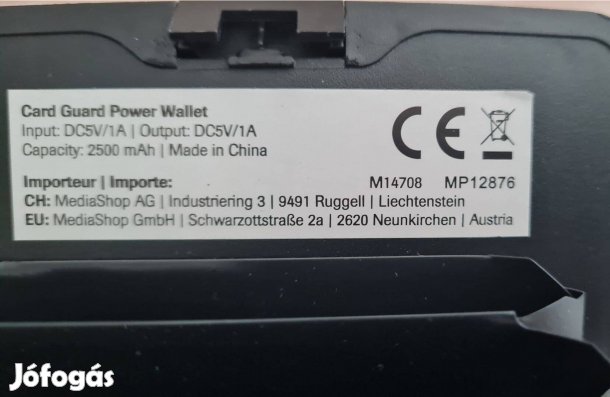 Card Guard Power Wallet
Input: DC5V/1A | Output: DC5V/1A
Capacity: 2500 mAh | Made in China
Importeur | Importe:
M14708 MP12876
CH: MediaShop AG | Industriering 3 | 9491 Ruggell | Liechtenstein
EU: MediaShop GmbH | Schwarzottstraße 2a | 2620 Neunkirchen | Austria
CE
Jófogás